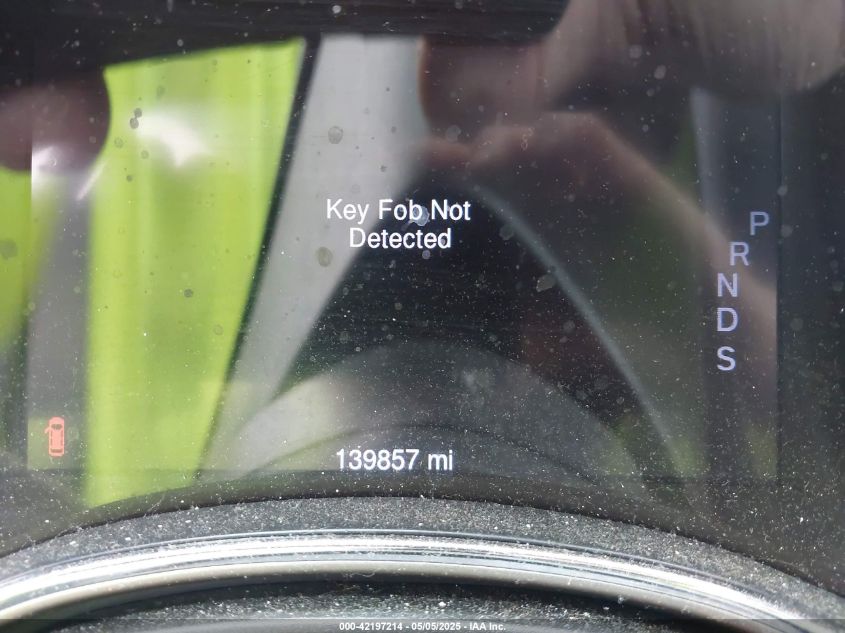 Key Fob Not
Detected
P
R
N
D
S
139857 mi
000-42197214 - 05/05/2025 - IAA Inc.